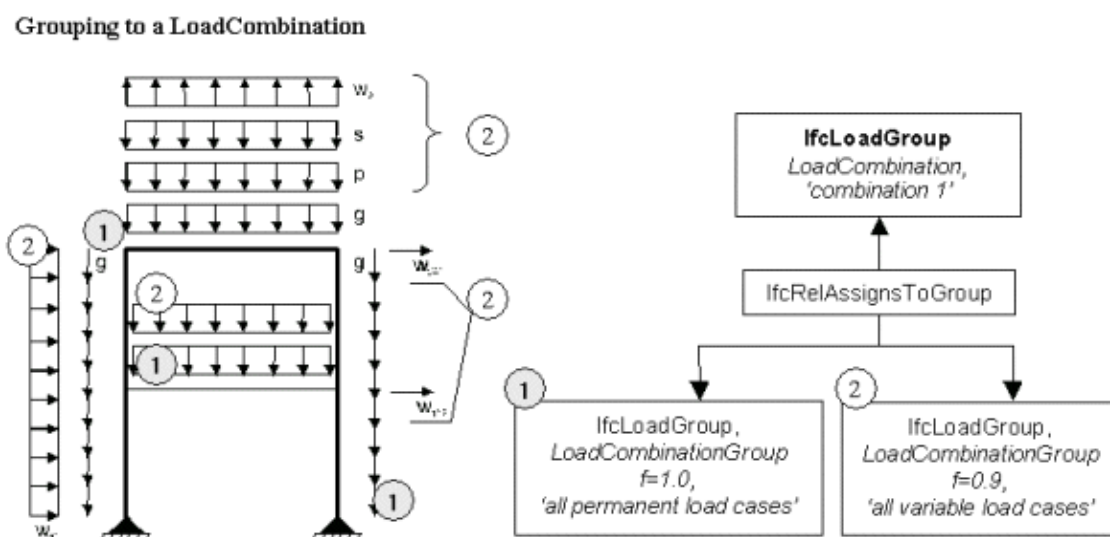 Grouping to a LoadCombination
s
2
p
g
1
2
g
g
2
2
1
1
IfcLoadGroup
LoadCombination,
‘combination 1’
IfcRelAssignsToGroup
1
IfcLoadGroup,
LoadCombinationGroup
f=1.0,
‘all permanent load cases’
2
IfcLoadGroup,
LoadCombinationGroup
f=0.9,
‘all variable load cases’